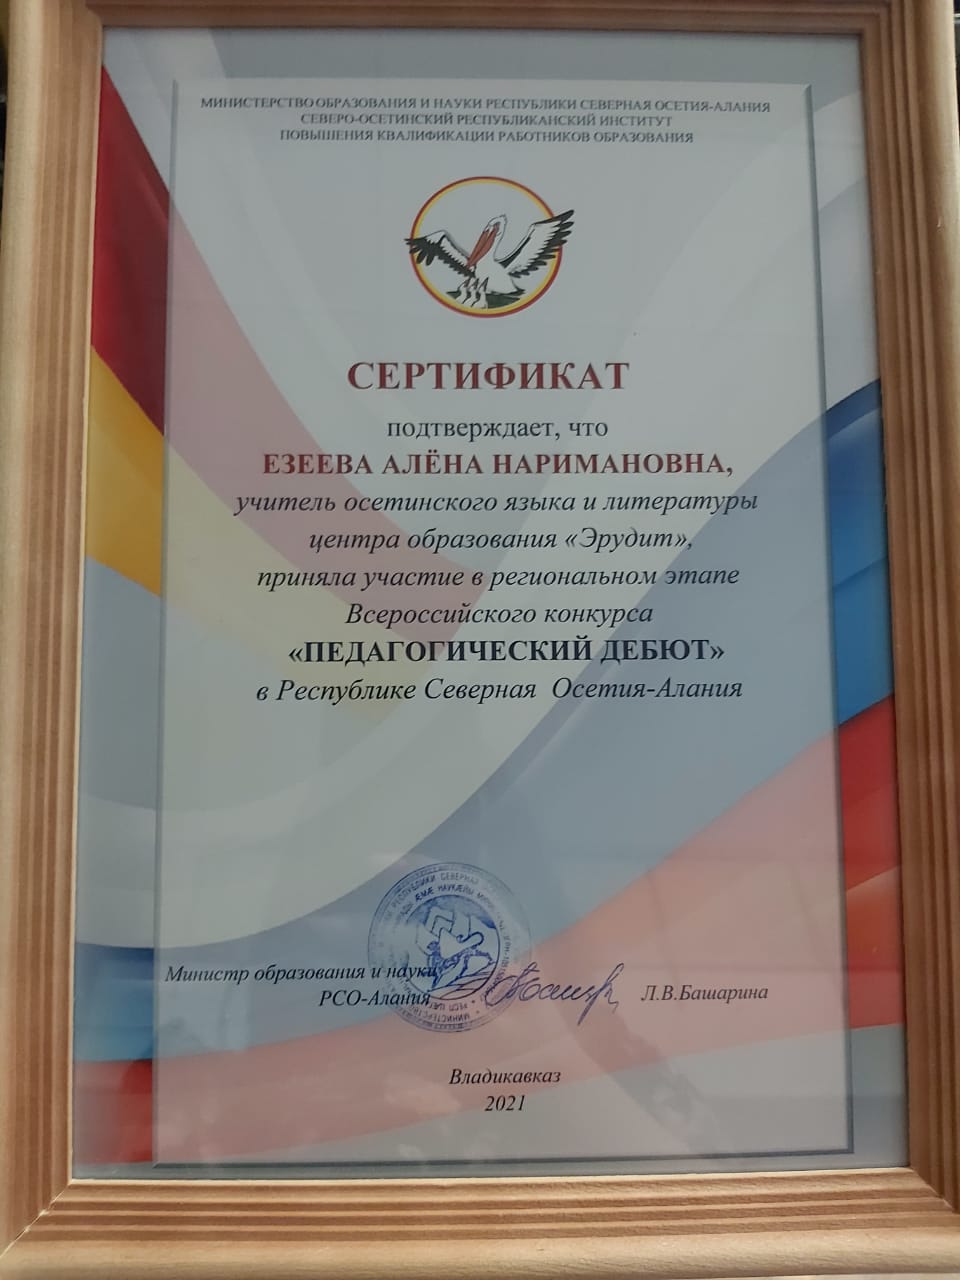 МИНИСТЕРСТВО ОБРАЗОВАНИЯ И НАУКИ РЕСПУБЛИКИ СЕВЕРНАЯ ОСЕТИЯ-АЛАНИЯ
СЕВЕРО-ОСЕТИНСКИЙ РЕСПУБЛИКАНСКИЙ ИНСТИТУТ
ПОВЫШЕНИЯ КВАЛИФИКАЦИИ РАБОТНИКОВ ОБРАЗОВАНИЯ
СЕРТИФИКАТ
подтверждает, что
ЕЗЕЕВА АЛЁНА НАРИМАНОВНА,
учитель осетинского языка и литературы
центра образования «Эрудит»,
приняла участие в региональном этапе
Всероссийского конкурса
«ПЕДАГОГИЧЕСКИЙ ДЕБЮТ»
в Республике Северная Осетия-Алания
Министр образования и науки
РСО-Алания
Л.В.Башарина
Владикавказ
2021